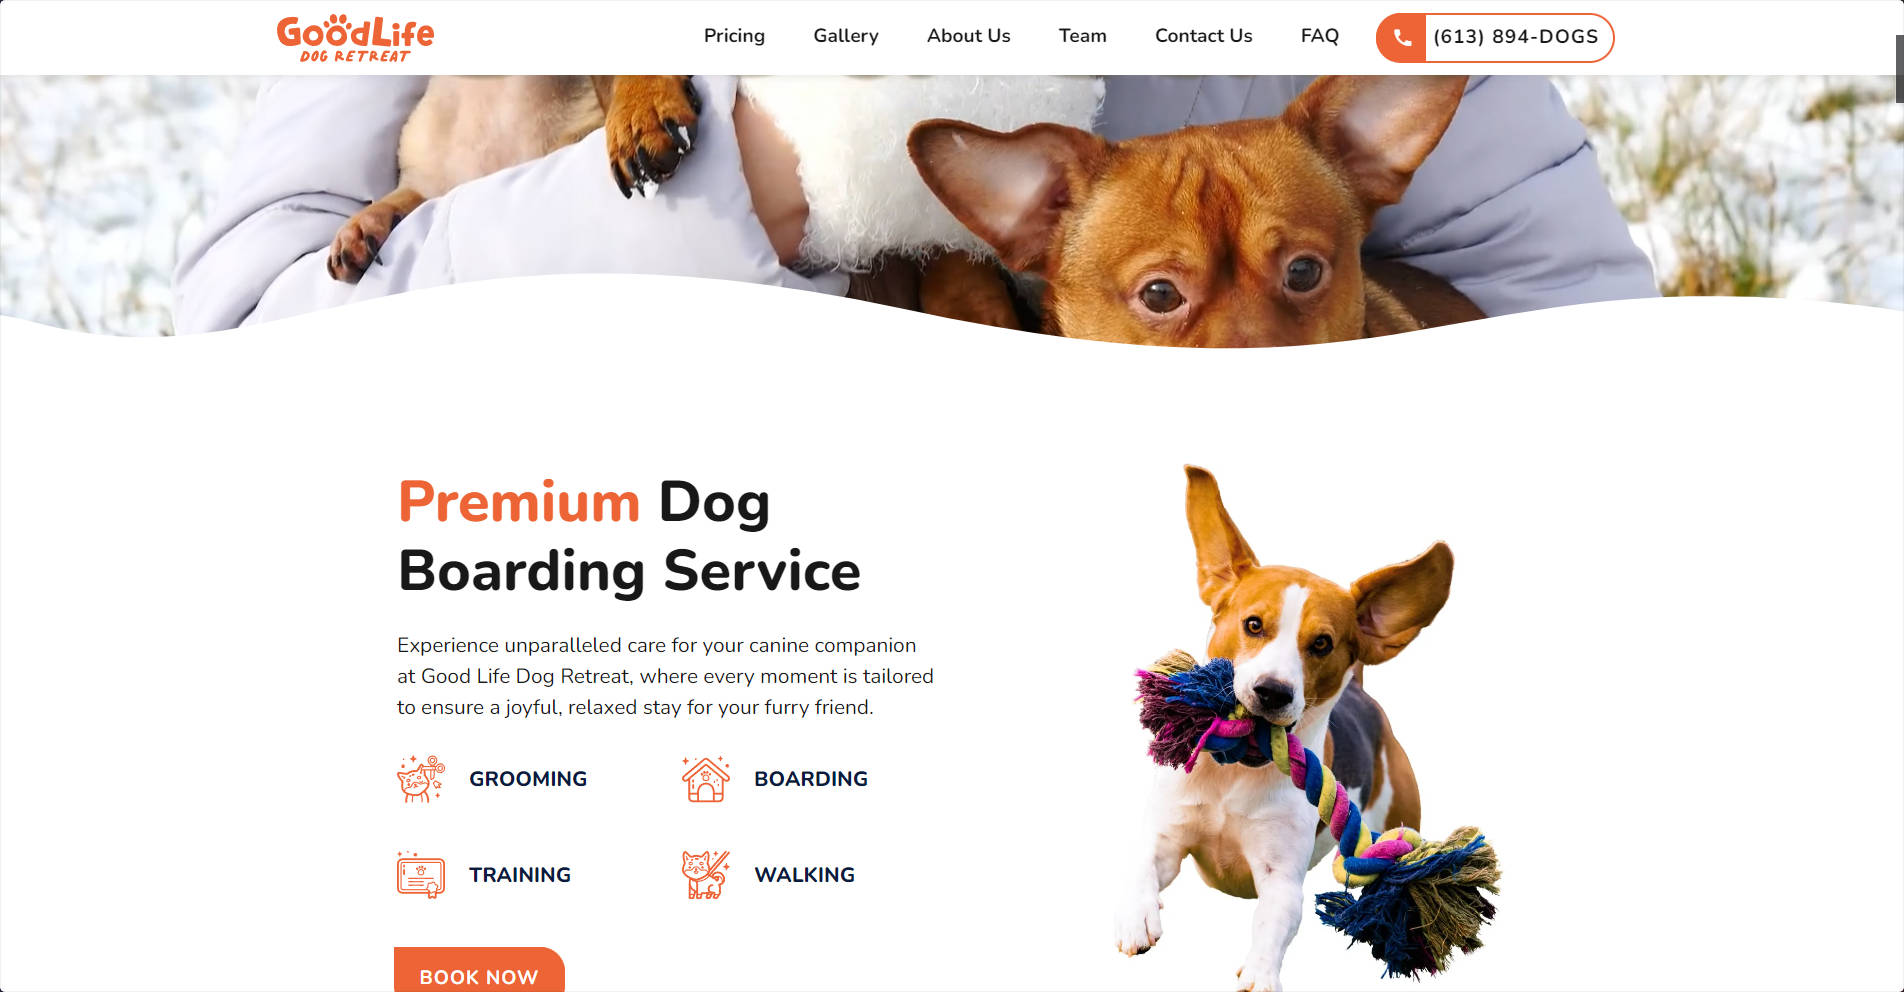 GoodLife
DOG RETREAT
Pricing
Gallery
About Us
Team
Contact Us
FAQ
(613) 894-DOGS
Premium Dog
Boarding Service
Experience unparalleled care for your canine companion
at Good Life Dog Retreat, where every moment is tailored
to ensure a joyful, relaxed stay for your furry friend.
GROOMING
BOARDING
TRAINING
WALKING
BOOK NOW